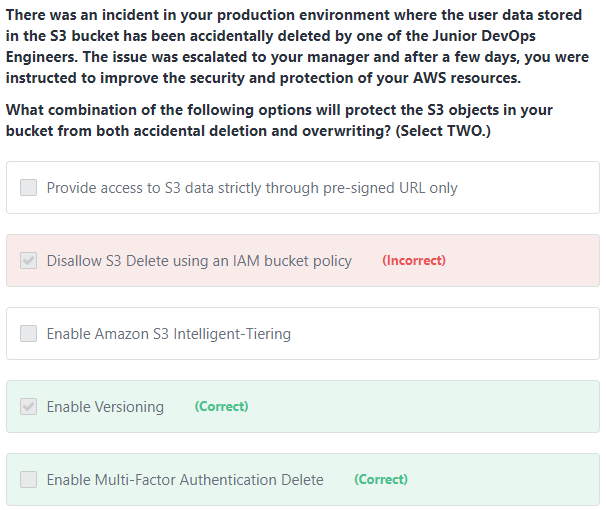 There was an incident in your production environment where the user data stored
in the S3 bucket has been accidentally deleted by one of the Junior DevOps
Engineers. The issue was escalated to your manager and after a few days, you were
instructed to improve the security and protection of your AWS resources.
What combination of the following options will protect the S3 objects in your
bucket from both accidental deletion and overwriting? (Select TWO.)
Provide access to S3 data strictly through pre-signed URL only
Disallow S3 Delete using an IAM bucket policy (Incorrect)
Enable Amazon S3 Intelligent-Tiering
Enable Versioning (Correct)
Enable Multi-Factor Authentication Delete (Correct)